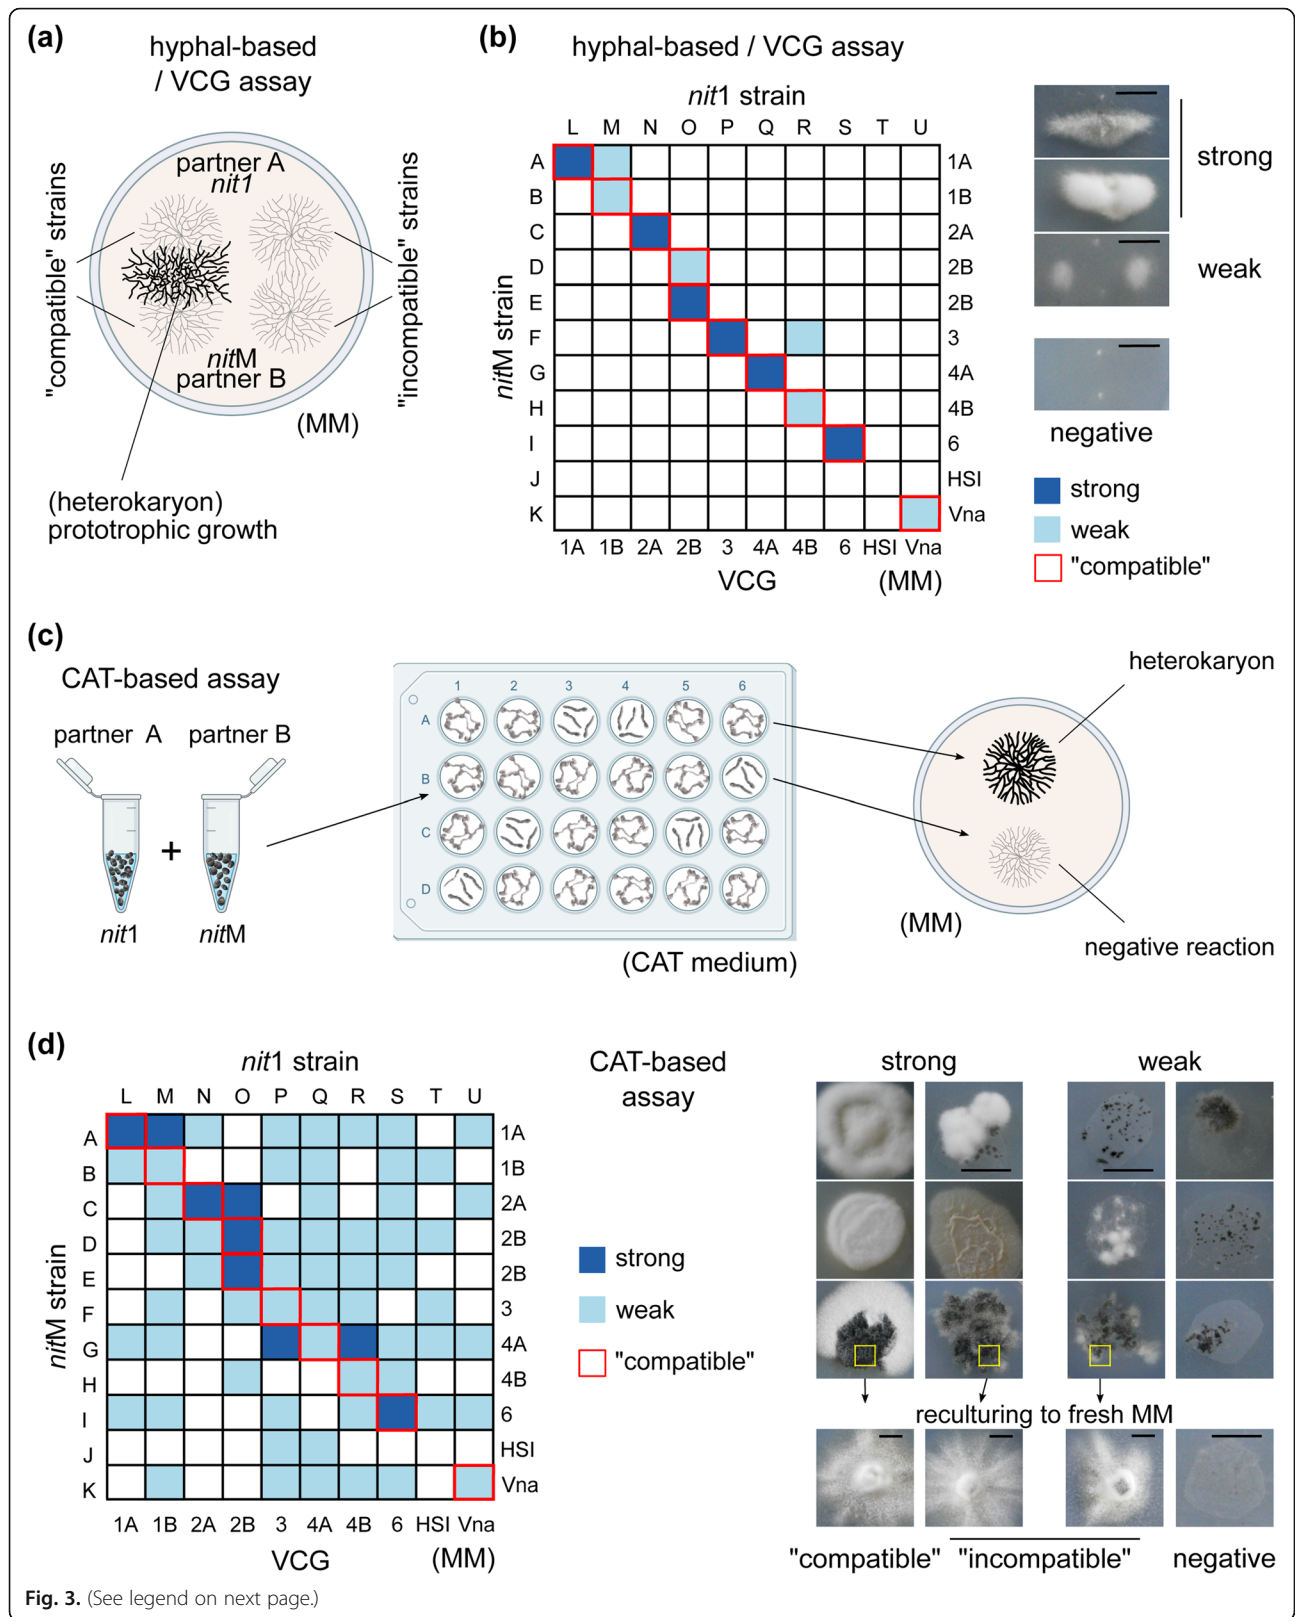 (a)
hyphal-based
/ VCG assay
partner A
nit1
"compatible" strains
"incompatible" strains
nitM
partner B
(MM)
(heterokaryon)
prototrophic growth
(b)
hyphal-based / VCG assay
nit1 strain
L M N O P Q R S T U
nitM strain
A 1A
B 1B
C 2A
D 2B
E 2B
F 3
G 4A
H 4B
I 6
J HSI
K Vna
1A 1B 2A 2B 3 4A 4B 6 HSI Vna
VCG (MM)
strong
weak
negative
strong
weak
"compatible"
(c)
CAT-based assay
partner A partner B
+
nit1 nitM
1 2 3 4 5 6
A
B
C
D
(CAT medium)
heterokaryon
(MM)
negative reaction
(d)
nit1 strain
L M N O P Q R S T U
nitM strain
A 1A
B 1B
C 2A
D 2B
E 2B
F 3
G 4A
H 4B
I 6
J HSI
K Vna
1A 1B 2A 2B 3 4A 4B 6 HSI Vna
VCG (MM)
CAT-based
assay
strong
weak
"compatible"
strong weak
reculturing to fresh MM
"compatible" "incompatible" negative
Fig. 3. (See legend on next page.)